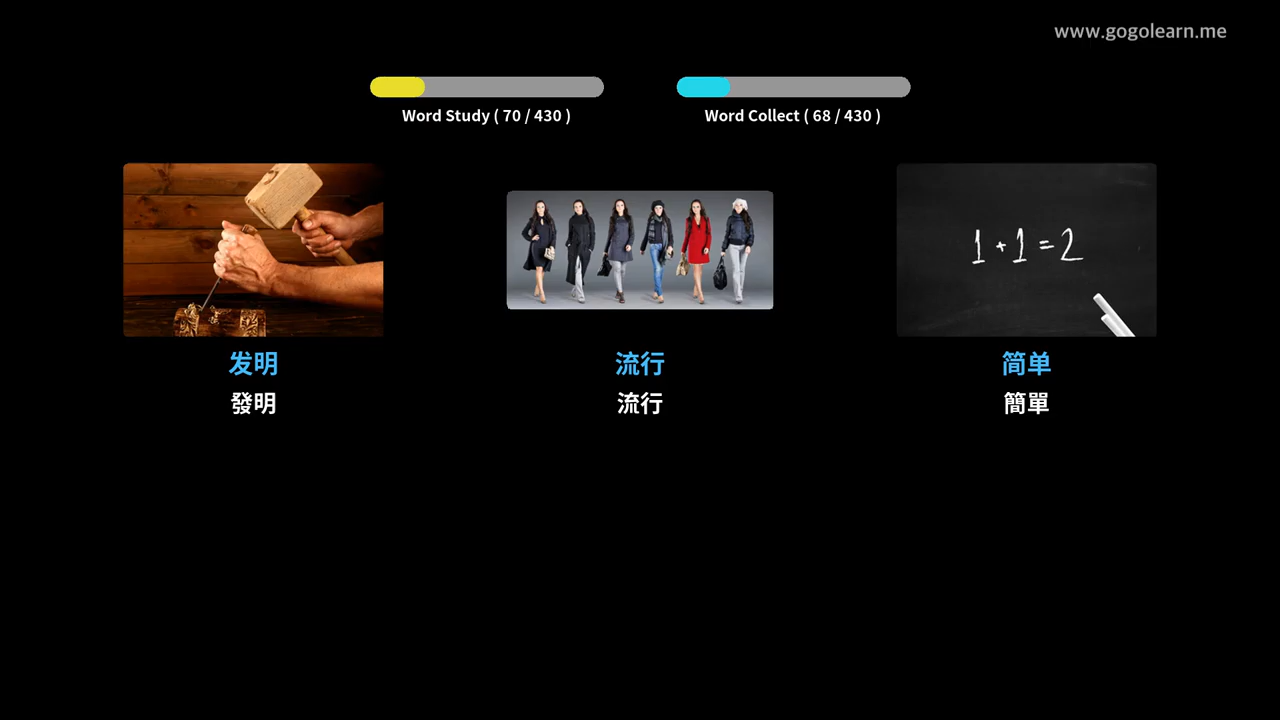 www.gogolearn.me
Word Study ( 70 / 430 )
Word Collect ( 68 / 430 )
1 + 1 = 2
发明
流行
简单
發明
流行
簡單